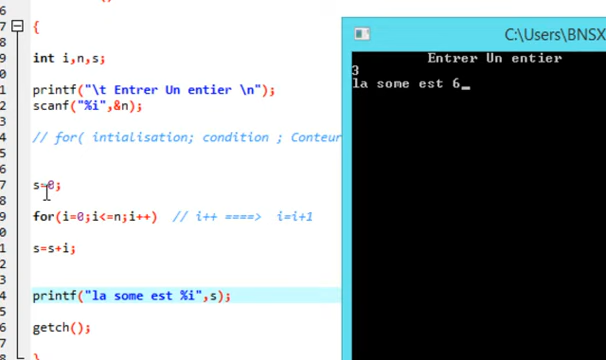 {
int i,n,s;
printf("\t Entrer Un entier \n");
scanf("%i",&n);
// for( intialisation; condition ; Conteur
s=0;
for(i=0;i<=n;i++) // i++ ====> i=i+1
s=s+i;
printf("la some est %i",s);
getch();
}
C:\Users\BNSX
Entrer Un entier
3
la some est 6_